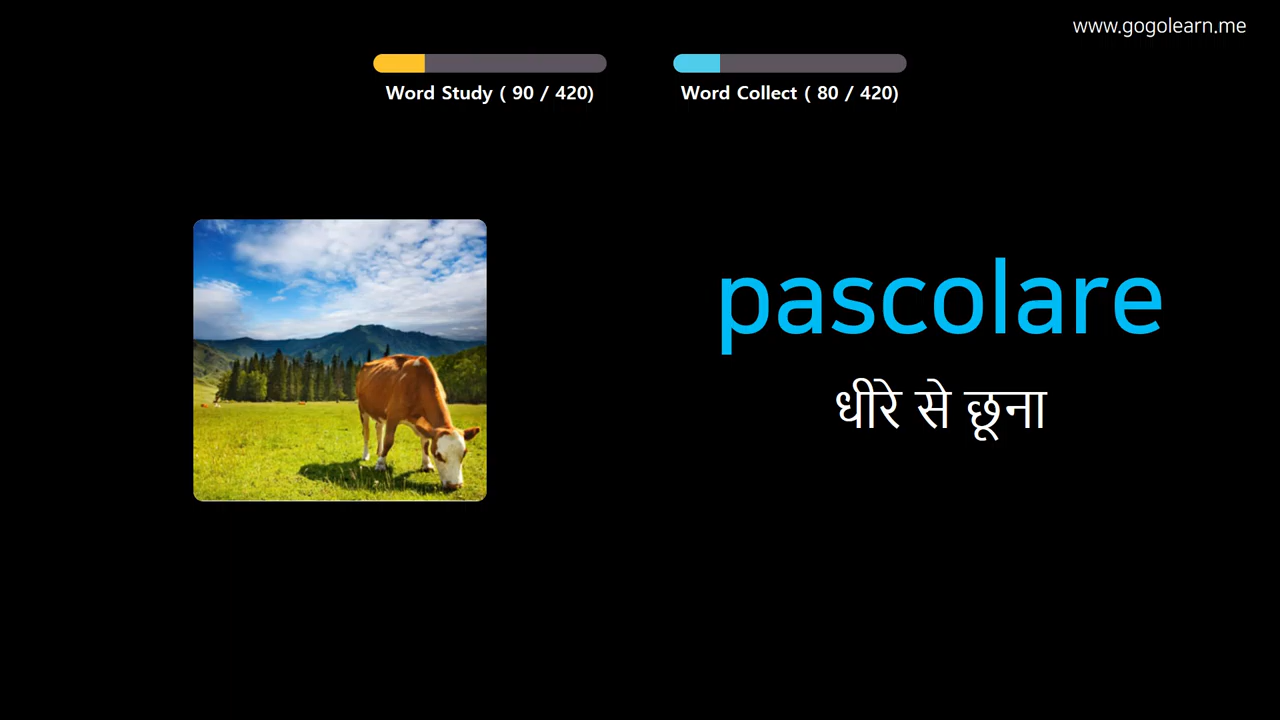 www.gogolearn.me
Word Study ( 90 / 420)
Word Collect ( 80 / 420)
pascolare
धीरे से छूना